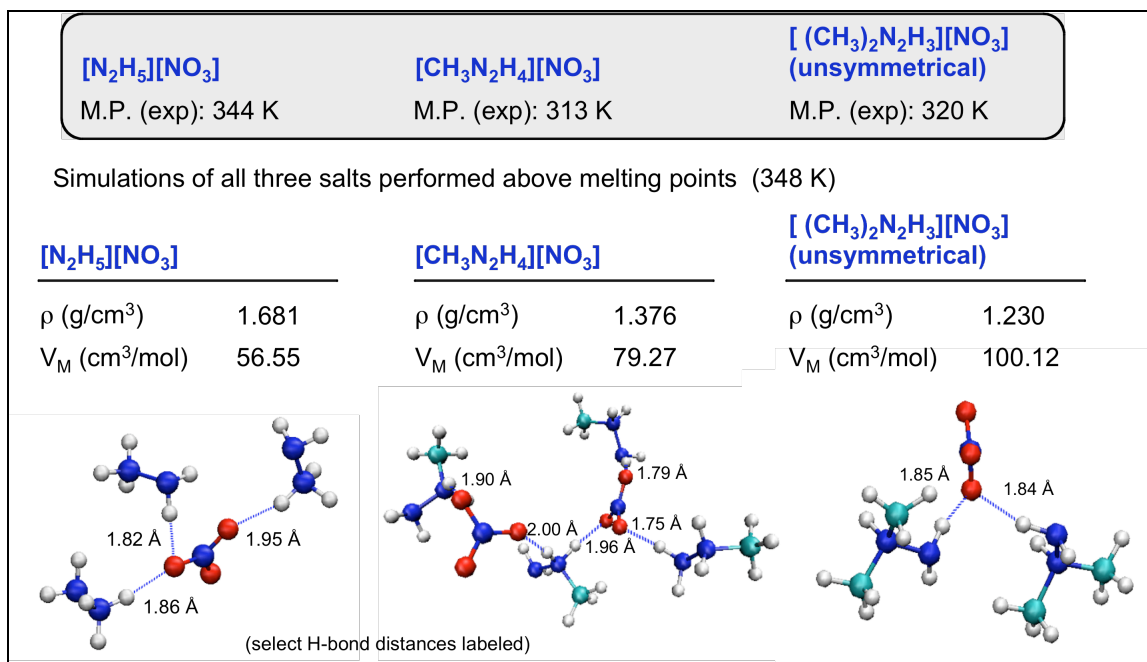 [N₂H₅][NO₃]
M.P. (exp): 344 K
[CH₃N₂H₄][NO₃]
M.P. (exp): 313 K
[ (CH₃)₂N₂H₃][NO₃]
(unsymmetrical)
M.P. (exp): 320 K
Simulations of all three salts performed above melting points (348 K)
[N₂H₅][NO₃]
ρ (g/cm³) 1.681
V_M (cm³/mol) 56.55
[CH₃N₂H₄][NO₃]
ρ (g/cm³) 1.376
V_M (cm³/mol) 79.27
[ (CH₃)₂N₂H₃][NO₃]
(unsymmetrical)
ρ (g/cm³) 1.230
V_M (cm³/mol) 100.12
1.82 Å
1.95 Å
1.86 Å
1.90 Å
1.79 Å
2.00 Å
1.75 Å
1.96 Å
1.85 Å
1.84 Å
(select H-bond distances labeled)